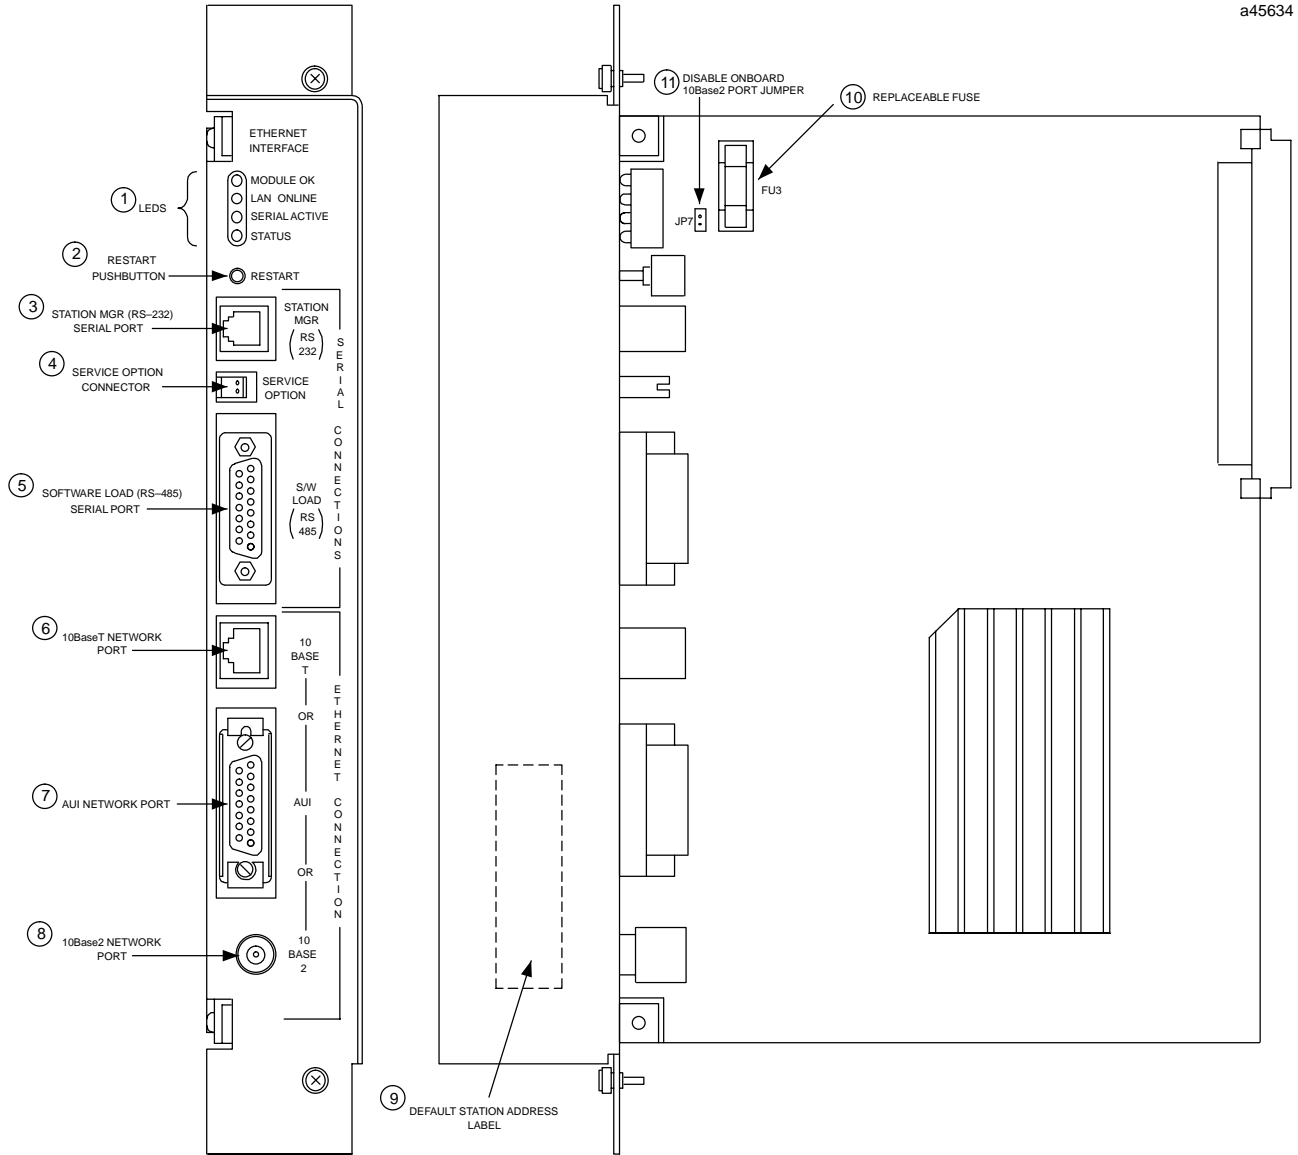 a45634
11 DISABLE ONBOARD
10Base2 PORT JUMPER
10 REPLACEABLE FUSE
FU3
JP7
ETHERNET
INTERFACE
1 LEDS
MODULE OK
LAN ONLINE
SERIAL ACTIVE
STATUS
2 RESTART
PUSHBUTTON
RESTART
3 STATION MGR (RS–232)
SERIAL PORT
STATION
MGR
(RS
232)
4 SERVICE OPTION
CONNECTOR
SERVICE
OPTION
SERIAL CONNECTIONS
5 SOFTWARE LOAD (RS–485)
SERIAL PORT
S/W
LOAD
(RS
485)
6 10BaseT NETWORK
PORT
10
BASE
T
OR
ETHERNET CONNECTION
7 AUI NETWORK PORT
AUI
OR
8 10Base2 NETWORK
PORT
10
BASE
2
9 DEFAULT STATION ADDRESS
LABEL